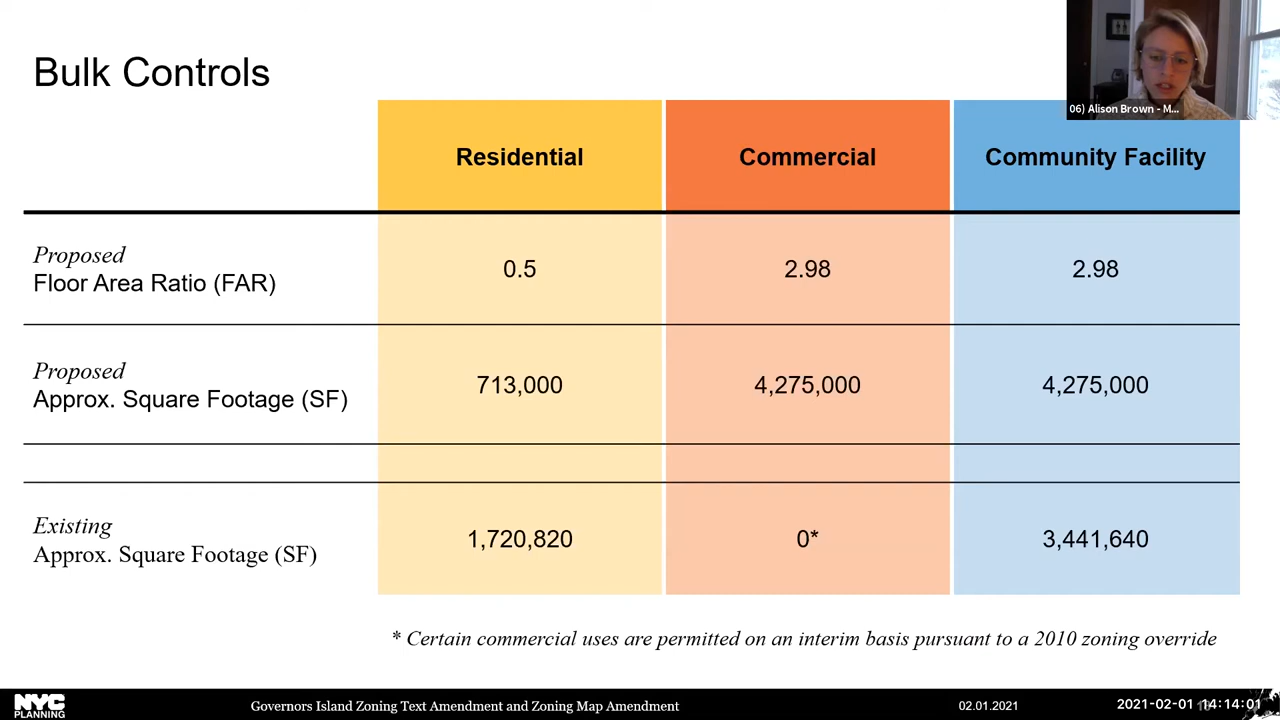 Bulk Controls
06) Alison Brown - M...
Residential
Commercial
Community Facility
Proposed
Floor Area Ratio (FAR)
0.5
2.98
2.98
Proposed
Approx. Square Footage (SF)
713,000
4,275,000
4,275,000
Existing
Approx. Square Footage (SF)
1,720,820
0*
3,441,640
* Certain commercial uses are permitted on an interim basis pursuant to a 2010 zoning override
NYC
PLANNING
Governors Island Zoning Text Amendment and Zoning Map Amendment
02.01.2021
2021-02-01 14:14:01